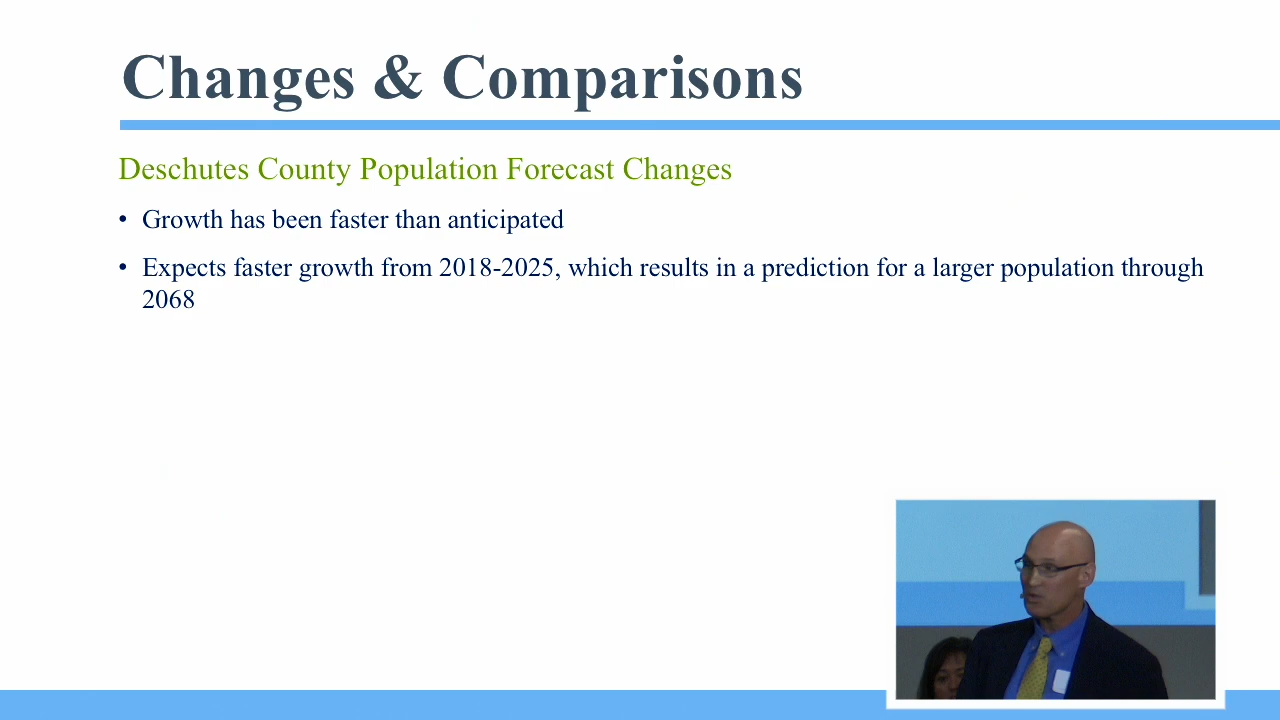 Changes & Comparisons
Deschutes County Population Forecast Changes
• Growth has been faster than anticipated
• Expects faster growth from 2018-2025, which results in a prediction for a larger population through
2068